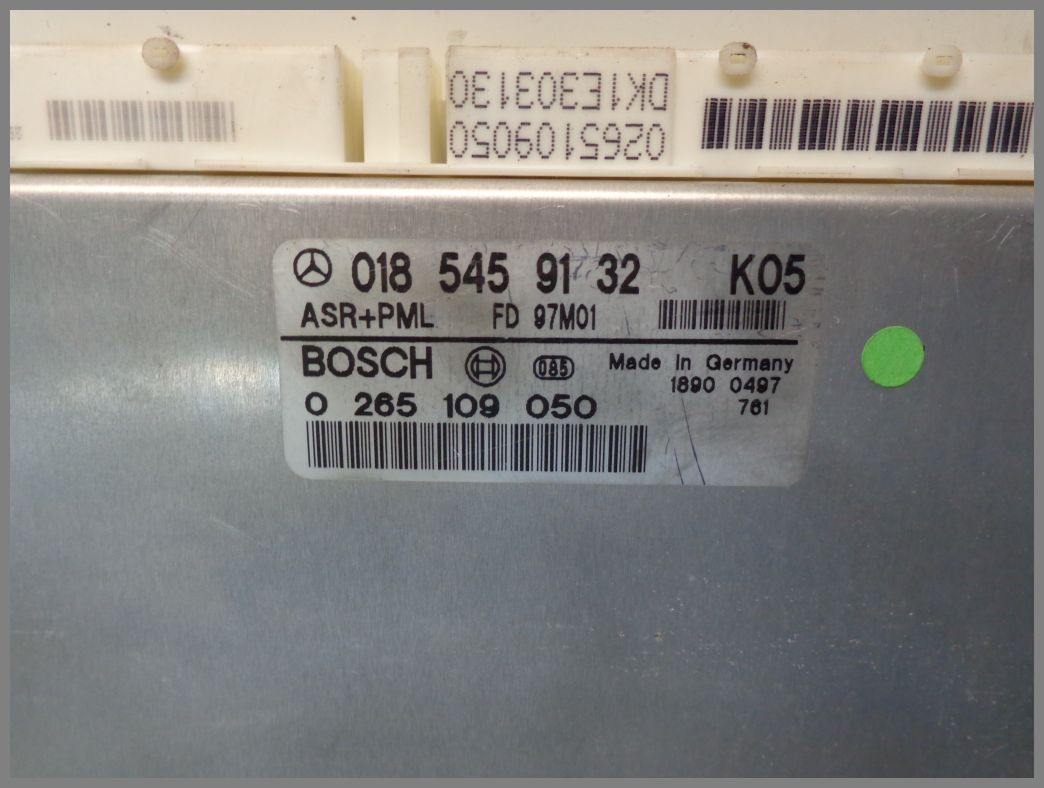 DK1E303130
0265109050
018 545 91 32 K05
ASR+PML FD 97M01
BOSCH 085 Made In Germany
1890 0497
0 265 109 050 761